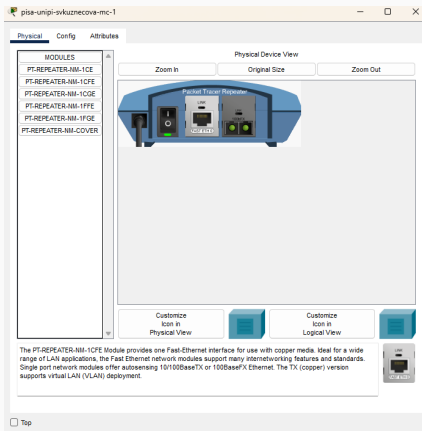 pisa-unipi-svkuznecova-mc-1
Physical Config Attributes
MODULES
PT-REPEATER-NM-1CE
PT-REPEATER-NM-1CFE
PT-REPEATER-NM-1CGE
PT-REPEATER-NM-1FFE
PT-REPEATER-NM-1FGE
PT-REPEATER-NM-COVER
Physical Device View
Zoom In Original Size Zoom Out
Packet Tracer Repeater
Customize
Icon in
Physical View
Customize
Icon in
Logical View
The PT-REPEATER-NM-1CFE Module provides one Fast-Ethernet interface for use with copper media. Ideal for a wide
range of LAN applications, the Fast Ethernet network modules support many internetworking features and standards.
Single port network modules offer autosensing 10/100BaseTX or 100BaseFX Ethernet. The TX (copper) version
supports virtual LAN (VLAN) deployment.
Top